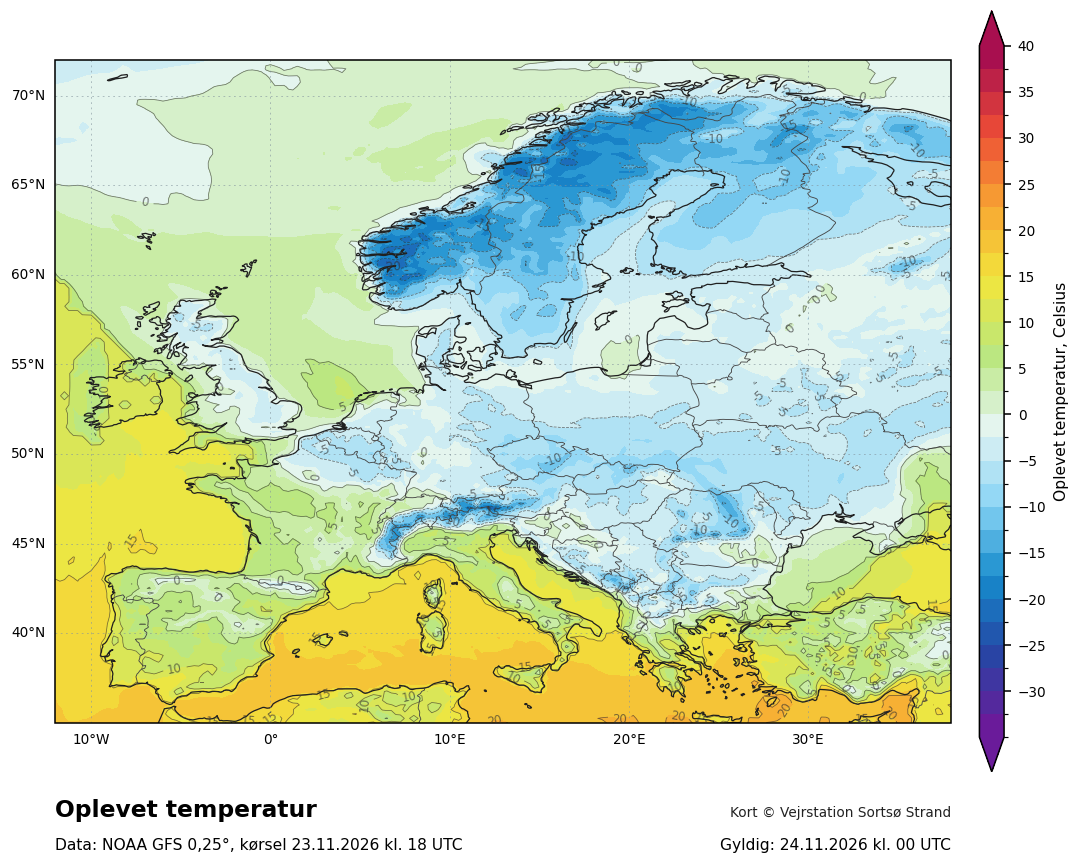 40
35
30
25
20
15
10
5
0
−5
−10
−15
−20
−25
−30
Oplevet temperatur, Celsius
70°N
65°N
60°N
55°N
50°N
45°N
40°N
10°W
0°
10°E
20°E
30°E
Oplevet temperatur
Kort © Vejrstation Sortsø Strand
Data: NOAA GFS 0,25°, kørsel 23.11.2026 kl. 18 UTC
Gyldig: 24.11.2026 kl. 00 UTC